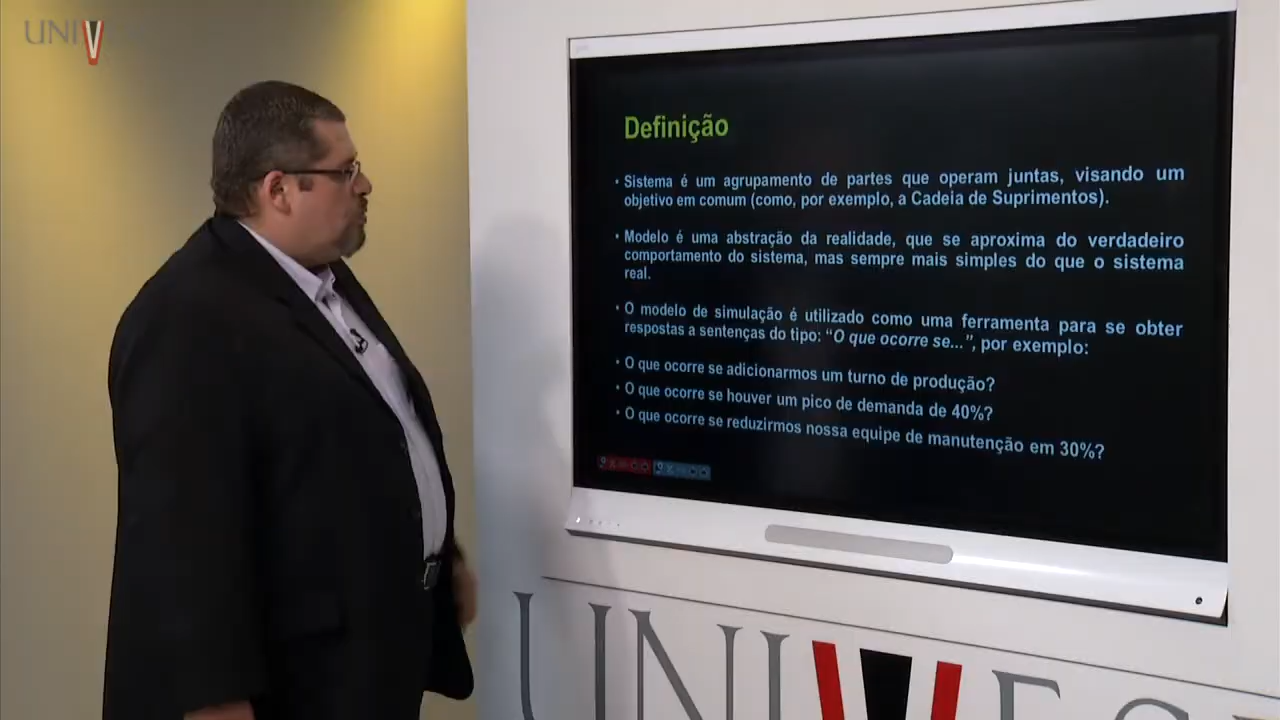 UNIVES
Definição
• Sistema é um agrupamento de partes que operam juntas, visando um
objetivo em comum (como, por exemplo, a Cadeia de Suprimentos).
• Modelo é uma abstração da realidade, que se aproxima do verdadeiro
comportamento do sistema, mas sempre mais simples do que o sistema
real.
• O modelo de simulação é utilizado como uma ferramenta para se obter
respostas a sentenças do tipo: “O que ocorre se...”, por exemplo:
• O que ocorre se adicionarmos um turno de produção?
• O que ocorre se houver um pico de demanda de 40%?
• O que ocorre se reduzirmos nossa equipe de manutenção em 30%?
UNIVES